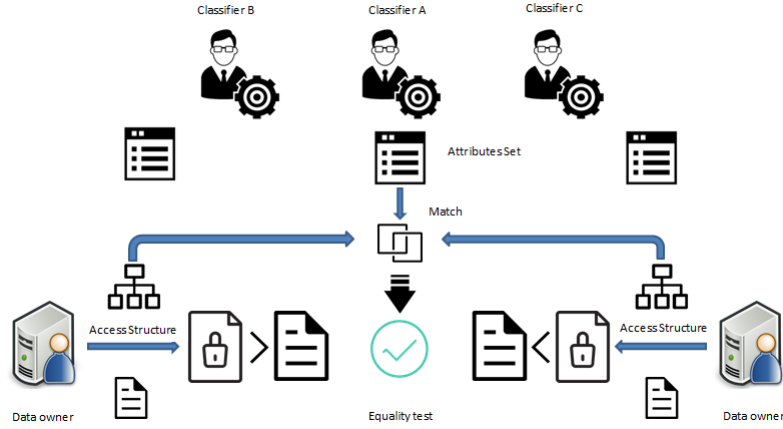 Classifier B
Classifier A
Classifier C
Attributes Set
Match
Access Structure
Access Structure
Data owner
Equality test
Data owner